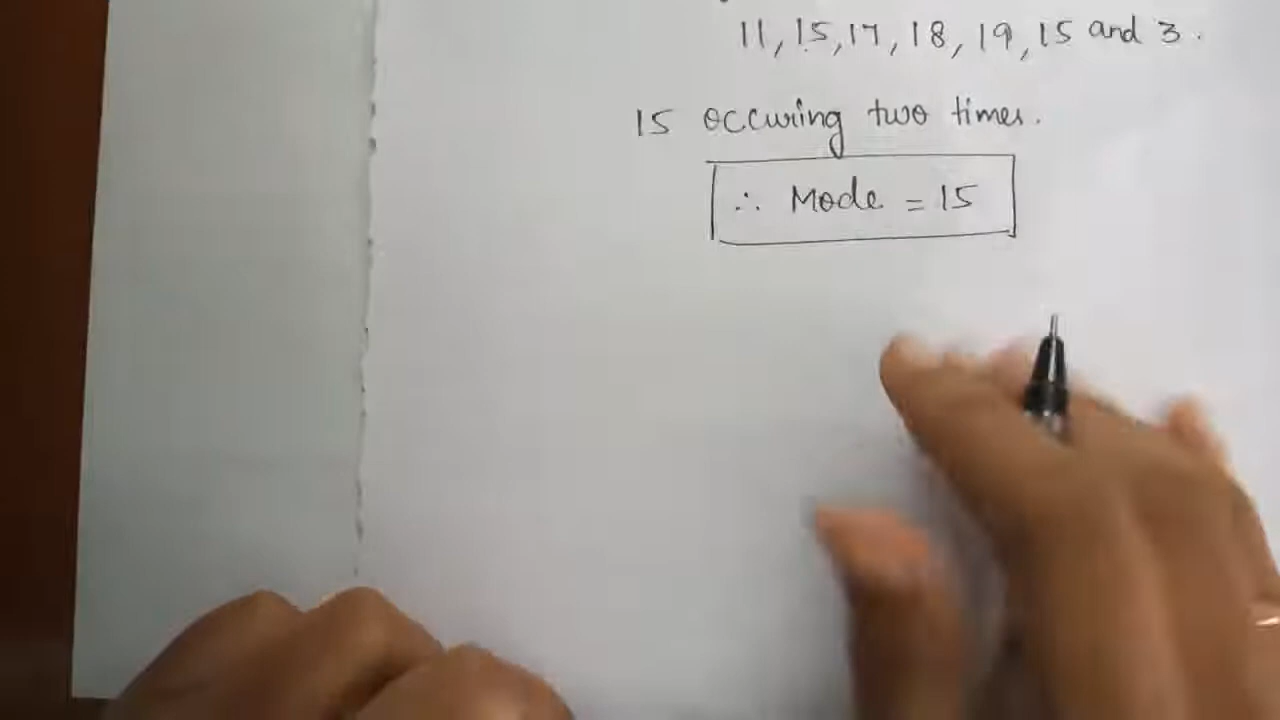 11, 15, 17, 18, 19, 15 and 3.
15 occuring two times.
∴ Mode = 15